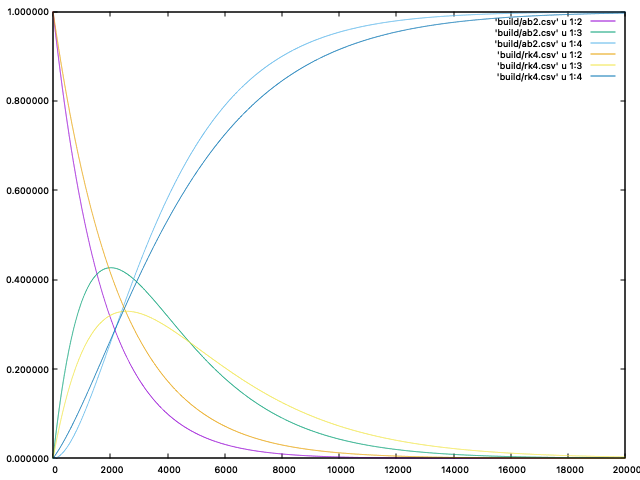 1.000000
'build/ab2.csv' u 1:2
'build/ab2.csv' u 1:3
'build/ab2.csv' u 1:4
'build/rk4.csv' u 1:2
'build/rk4.csv' u 1:3
'build/rk4.csv' u 1:4
0.800000
0.600000
0.400000
0.200000
0.000000
0 2000 4000 6000 8000 10000 12000 14000 16000 18000 20000